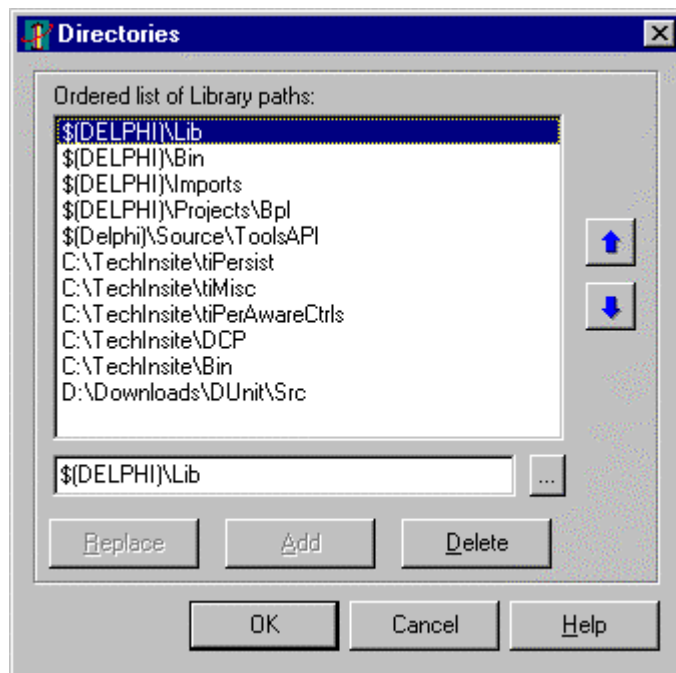 Directories
Ordered list of Library paths:
$(DELPHI)\Lib
$(DELPHI)\Bin
$(DELPHI)\Imports
$(DELPHI)\Projects\Bpl
$(Delphi)\Source\ToolsAPI
C:\TechInsite\tiPersist
C:\TechInsite\tiMisc
C:\TechInsite\tiPerAwareCtrls
C:\TechInsite\DCP
C:\TechInsite\Bin
D:\Downloads\DUnit\Src
$(DELPHI)\Lib ...
Replace Add Delete
OK Cancel Help